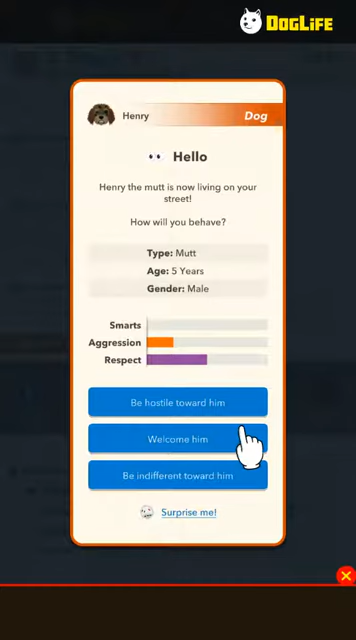 DOGLIFE
Henry
Dog
Hello
Henry the mutt is now living on your
street!
How will you behave?
Type: Mutt
Age: 5 Years
Gender: Male
Smarts
Aggression
Respect
Be hostile toward him
Welcome him
Be indifferent toward him
Surprise me!